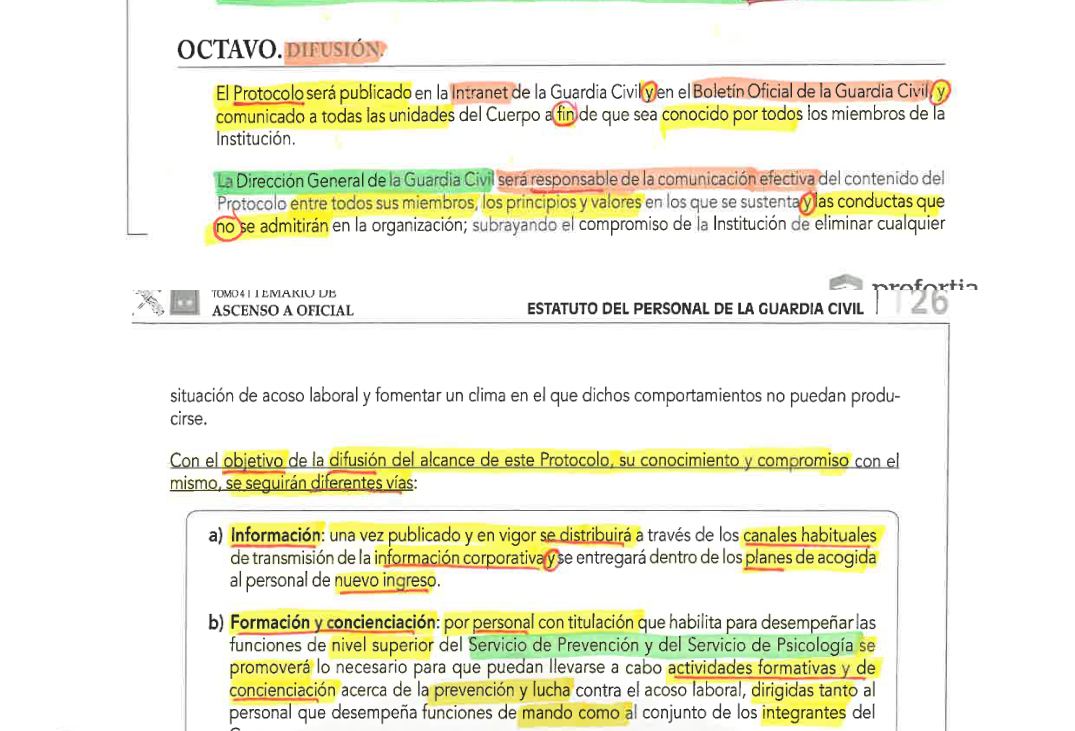 OCTAVO. DIFUSIÓN.
El Protocolo será publicado en la Intranet de la Guardia Civil y en el Boletín Oficial de la Guardia Civil, y
comunicado a todas las unidades del Cuerpo a fin de que sea conocido por todos los miembros de la
Institución.
La Dirección General de la Guardia Civil será responsable de la comunicación efectiva del contenido del
Protocolo entre todos sus miembros, los principios y valores en los que se sustenta y las conductas que
no se admitirán en la organización; subrayando el compromiso de la Institución de eliminar cualquier
profortia
TOMO 4 | TEMARIO DE
ASCENSO A OFICIAL
ESTATUTO DEL PERSONAL DE LA GUARDIA CIVIL | 126
situación de acoso laboral y fomentar un clima en el que dichos comportamientos no puedan produ-
cirse.
Con el objetivo de la difusión del alcance de este Protocolo, su conocimiento y compromiso con el
mismo, se seguirán diferentes vías:
a) Información: una vez publicado y en vigor se distribuirá a través de los canales habituales
de transmisión de la información corporativa y se entregará dentro de los planes de acogida
al personal de nuevo ingreso.
b) Formación y concienciación: por personal con titulación que habilita para desempeñar las
funciones de nivel superior del Servicio de Prevención y del Servicio de Psicología se
promoverá lo necesario para que puedan llevarse a cabo actividades formativas y de
concienciación acerca de la prevención y lucha contra el acoso laboral, dirigidas tanto al
personal que desempeña funciones de mando como al conjunto de los integrantes del